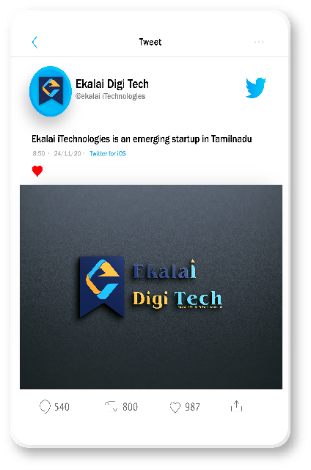 Tweet
Ekalai Digi Tech
@ekalai iTechnologies
Ekalai iTechnologies is an emerging startup in Tamilnadu
8:50 · 24/11/20 · Twitter for iOS
Ekalai
Digi Tech
540 800 987